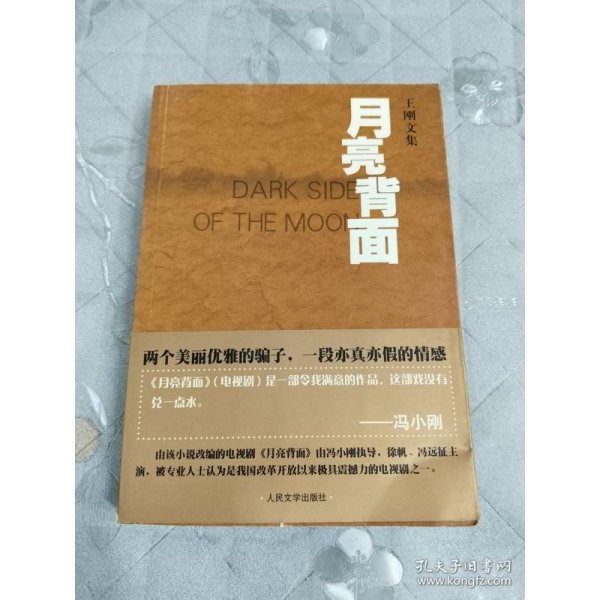 王刚文集
月亮背面
DARK SIDE
OF THE MOON
两个美丽优雅的骗子，一段亦真亦假的情感
《月亮背面》（电视剧）是一部令我满意的作品，这部戏没有
兑一点水。
——冯小刚
由该小说改编的电视剧《月亮背面》由冯小刚执导，徐帆、冯远征主
演，被专业人士认为是我国改革开放以来极具震撼力的电视剧之一。
·人民文学出版社·
孔夫子旧书网
www.kongfz.com